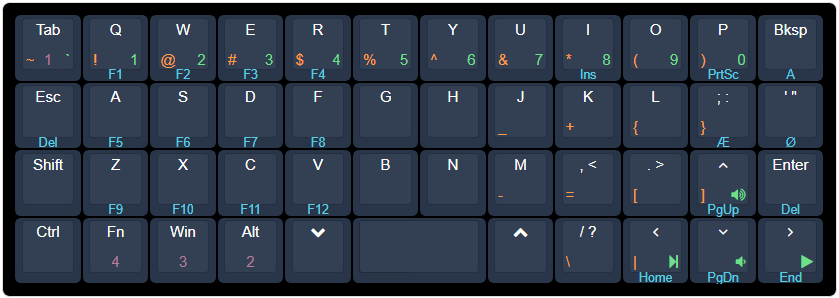 Tab Q W E R T Y U I O P Bksp
~ 1 ` ! 1 @ 2 # 3 $ 4 % 5 ^ 6 & 7 * 8 ( 9 ) 0
F1 F2 F3 F4 Ins PrtSc A
Esc A S D F G H J K L ; : ' "
_ + { }
Del F5 F6 F7 F8 Æ Ø
Shift Z X C V B N M , < . > Enter
- = [ ]
F9 F10 F11 F12 PgUp Del
Ctrl Fn Win Alt / ?
4 3 2 \ |
Home PgDn End